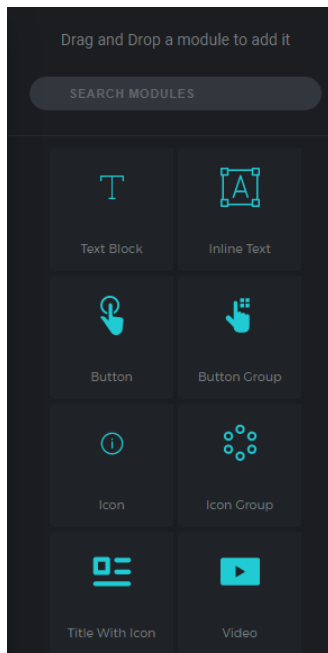 Drag and Drop a module to add it
SEARCH MODULES
Text Block
Inline Text
Button
Button Group
Icon
Icon Group
Title With Icon
Video